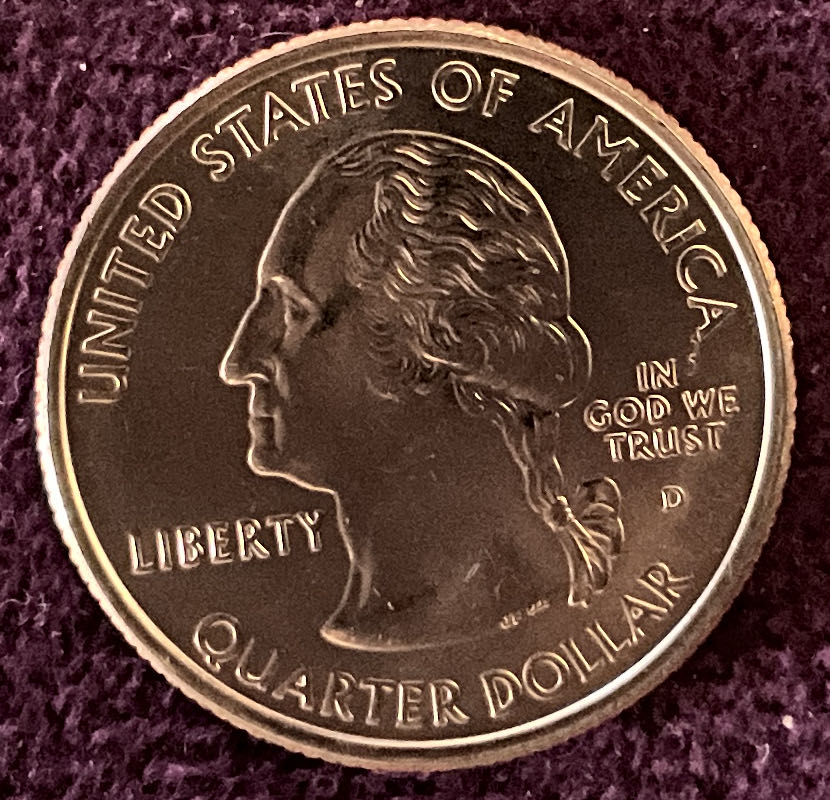 UNITED STATES OF AMERICA
IN
GOD WE
TRUST
D
LIBERTY
QUARTER DOLLAR